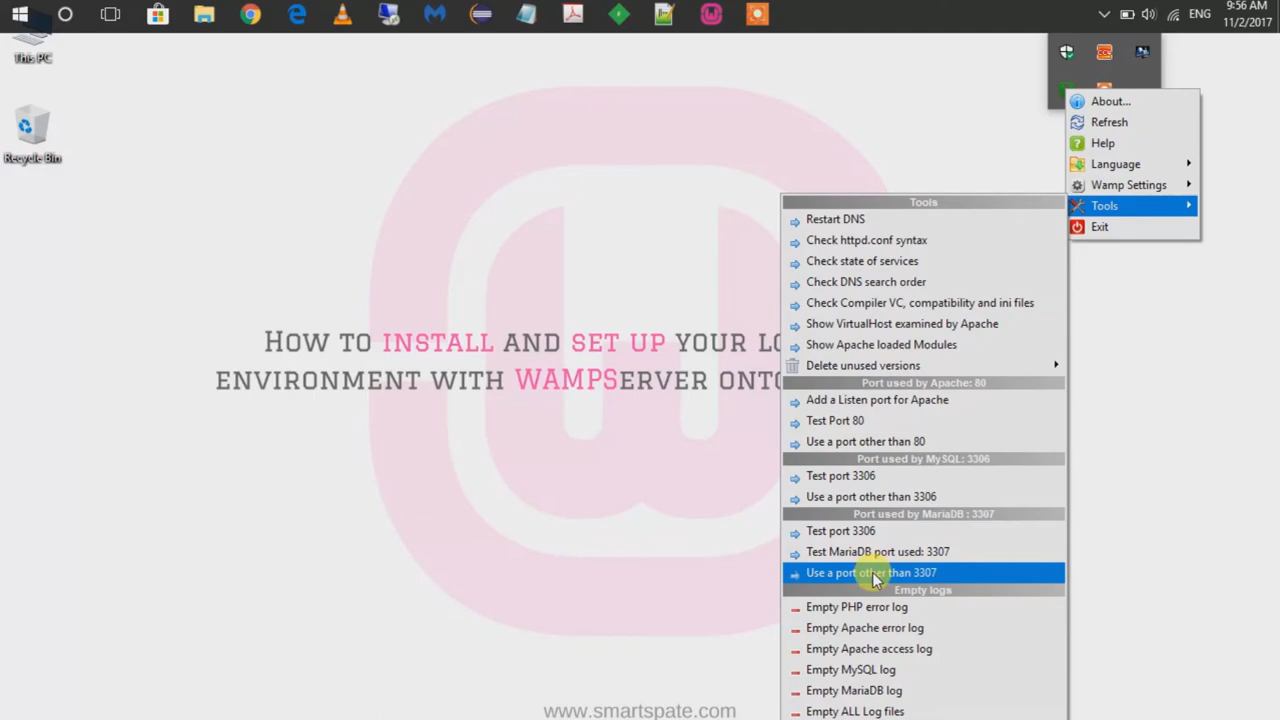 9:56 AM
ENG
11/2/2017
This PC
Recycle Bin
About...
Refresh
Help
Language
Wamp Settings
Tools
Exit
Tools
Restart DNS
Check httpd.conf syntax
Check state of services
Check DNS search order
Check Compiler VC, compatibility and ini files
Show VirtualHost examined by Apache
Show Apache loaded Modules
Delete unused versions
Port used by Apache: 80
Add a Listen port for Apache
Test Port 80
Use a port other than 80
Port used by MySQL: 3306
Test port 3306
Use a port other than 3306
Port used by MariaDB : 3307
Test port 3306
Test MariaDB port used: 3307
Use a port other than 3307
Empty logs
Empty PHP error log
Empty Apache error log
Empty Apache access log
Empty MySQL log
Empty MariaDB log
Empty ALL Log files
How to install and set up your
environment with WAMPServer
www.smartspate.com